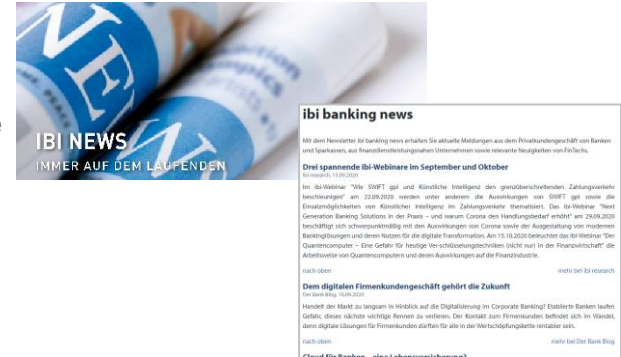 NEW
IBI NEWS
IMMER AUF DEM LAUFENDEN
ibi banking news
Mit dem Newsletter ibi banking news erhalten Sie aktuelle Meldungen aus dem Privatkundengeschäft von Banken
und Sparkassen, aus finanzdienstleistungsnahen Unternehmen sowie relevante Neuigkeiten von FinTechs.
Drei spannende ibi-Webinare im September und Oktober
ibi research, 15.09.2020
Im ibi-Webinar "Wie SWIFT gpi und Künstliche Intelligenz den grenzüberschreitenden Zahlungsverkehr
beschleunigen" am 22.09.2020 werden unter anderem die Auswirkungen von SWIFT gpi sowie die
Einsatzmöglichkeiten von Künstlicher Intelligenz im Zahlungsverkehr thematisiert. Das ibi-Webinar "Next
Generation Banking Solutions in der Praxis – und warum Corona den Handlungsbedarf erhöht" am 29.09.2020
beschäftigt sich schwerpunktmäßig mit den Auswirkungen von Corona sowie der Ausgestaltung von modernen
Bankinglösungen und deren Nutzen für die digitale Transformation. Am 15.10.2020 beleuchtet das ibi-Webinar "Der
Quantencomputer – Eine Gefahr für heutige Ver-schlüsselungstechniken (nicht nur) in der Finanzwirtschaft" die
Arbeitsweise von Quantencomputern und deren Auswirkungen auf die Finanzindustrie.
nach oben mehr bei ibi research
Dem digitalen Firmenkundengeschäft gehört die Zukunft
Der Bank Blog, 10.09.2020
Handelt der Markt zu langsam in Hinblick auf die Digitalisierung im Corporate Banking? Etablierte Banken laufen
Gefahr, dieses nächste wichtige Rennen zu verlieren. Der Kontakt zum Firmenkunden befindet sich im Wandel,
denn digitale Lösungen für Firmenkunden dürften für alle in der Wertschöpfungskette rentabler sein.
nach oben mehr bei Der Bank Blog
Cloud für Banken – eine Lebensversicherung?